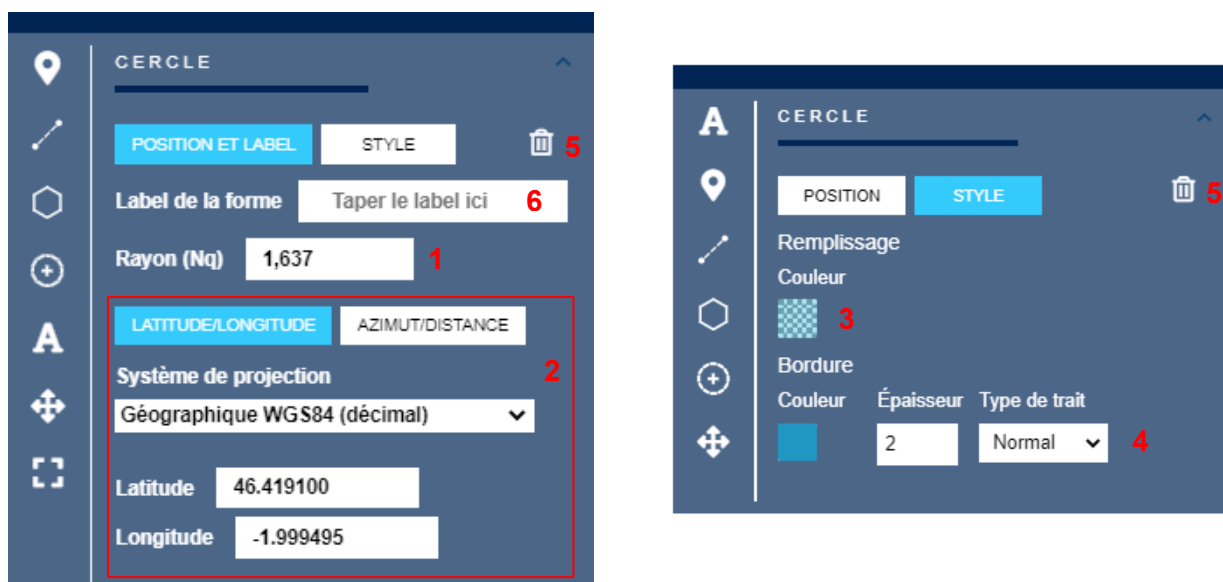 CERCLE
POSITION ET LABEL STYLE 5
Label de la forme Taper le label ici 6
Rayon (Nq) 1,637 1
LATITUDE/LONGITUDE AZIMUT/DISTANCE
Système de projection 2
Géographique WGS84 (décimal)
Latitude 46.419100
Longitude -1.999495
A
A
CERCLE
POSITION STYLE 5
Remplissage
Couleur
3
Bordure
Couleur Épaisseur Type de trait
2 Normal 4